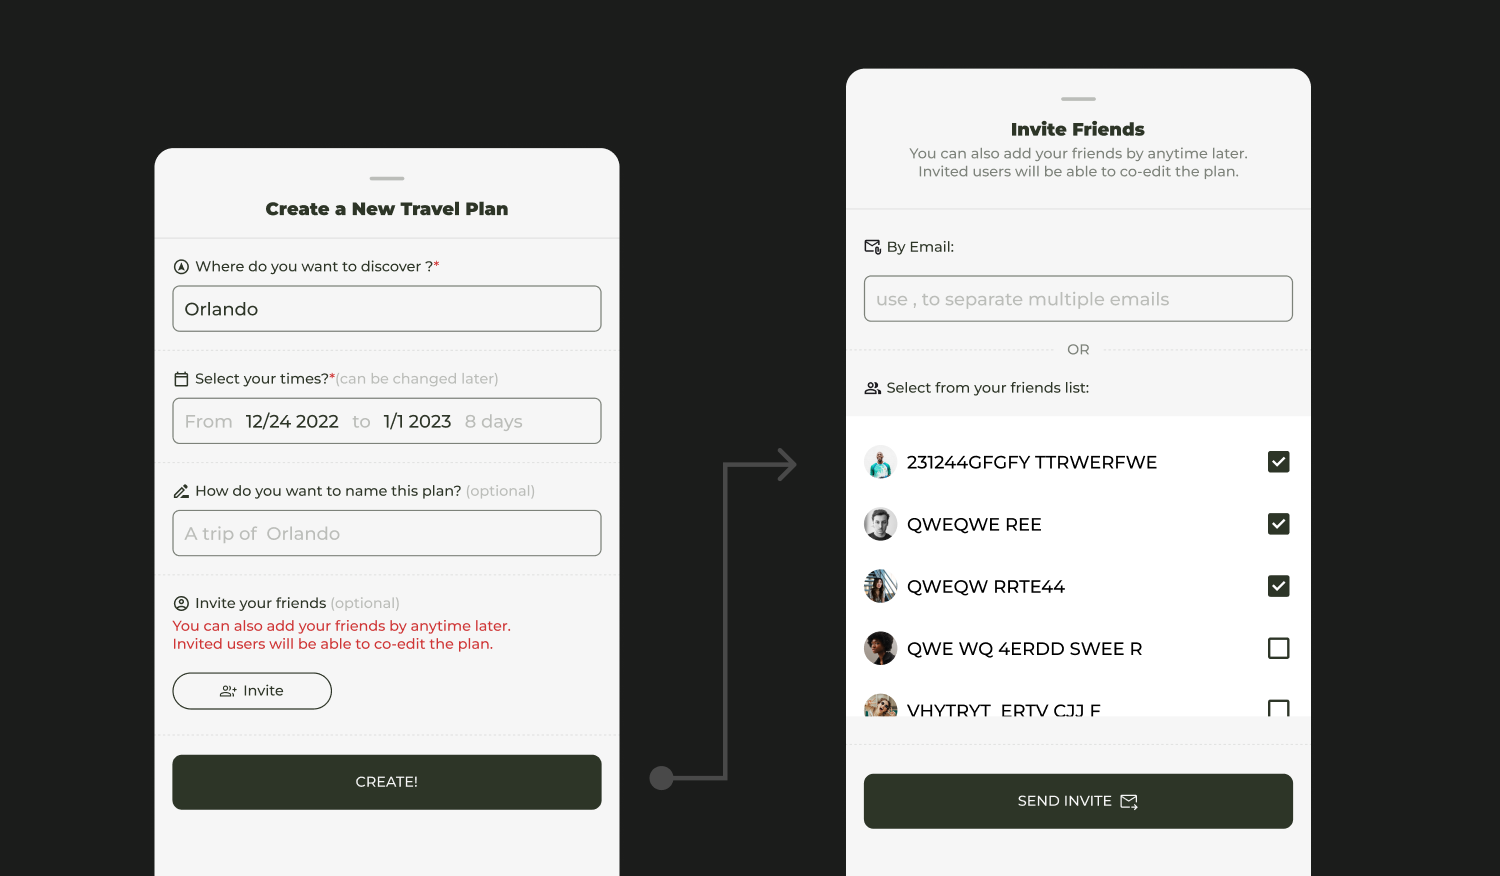 Create a New Travel Plan
Where do you want to discover ?*
Orlando
Select your times?*(can be changed later)
From 12/24 2022 to 1/1 2023 8 days
How do you want to name this plan? (optional)
A trip of Orlando
Invite your friends (optional)
You can also add your friends by anytime later.
Invited users will be able to co-edit the plan.
Invite
CREATE!
Invite Friends
You can also add your friends by anytime later.
Invited users will be able to co-edit the plan.
By Email:
use , to separate multiple emails
OR
Select from your friends list:
231244GFGFY TTRWERFWE
QWEQWE REE
QWEQW RRTE44
QWE WQ 4ERDD SWEE R
VHYTRYT ERTV CJJ F
SEND INVITE